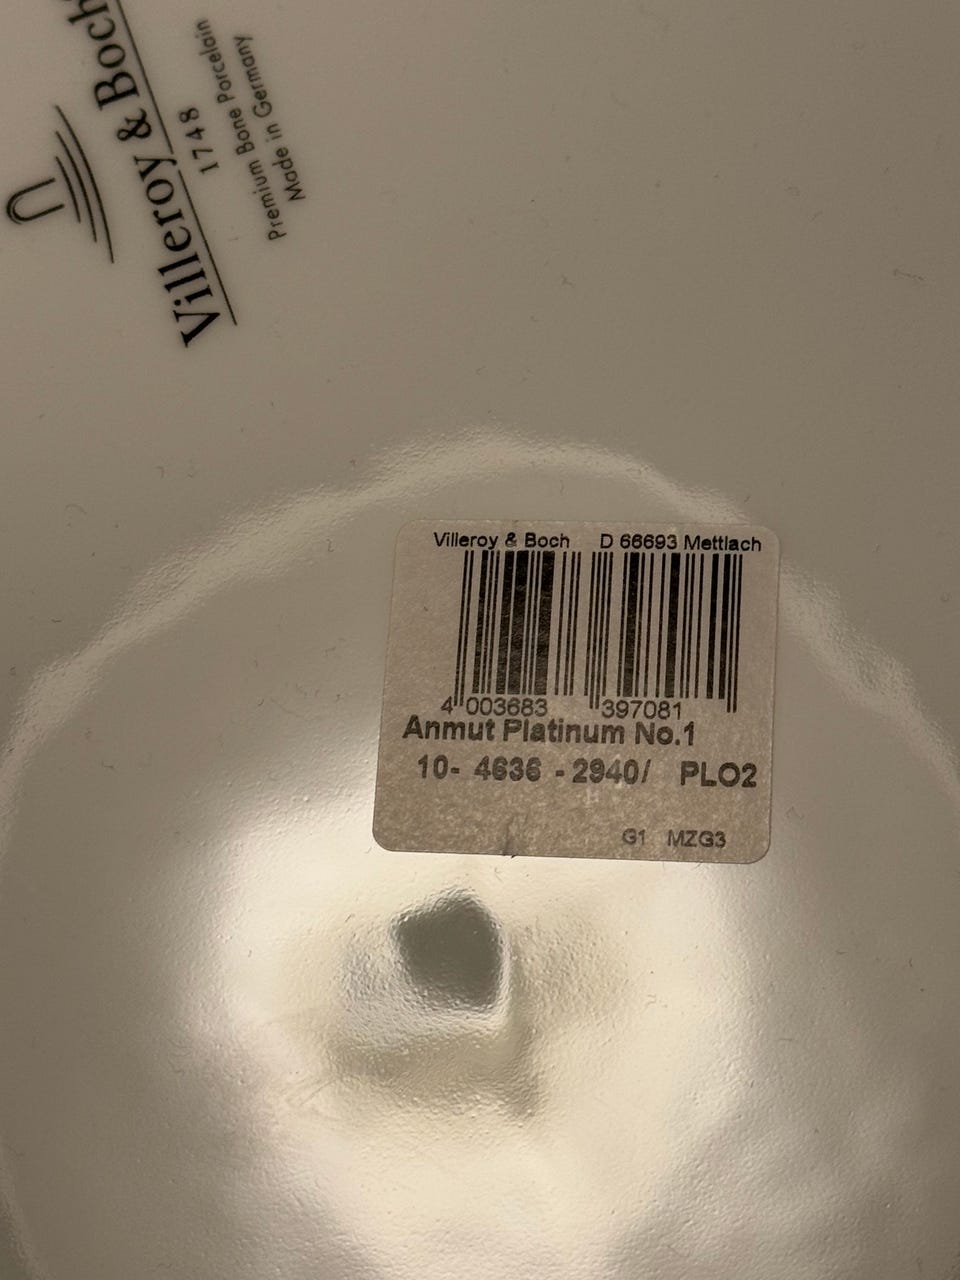 Villeroy & Boch
1748
Premium Bone Porcelain
Made in Germany
Villeroy & Boch D 66693 Mettlach
4 003683 397081
Anmut Platinum No.1
10- 4636 - 2940/ PLO2
G1 MZG3